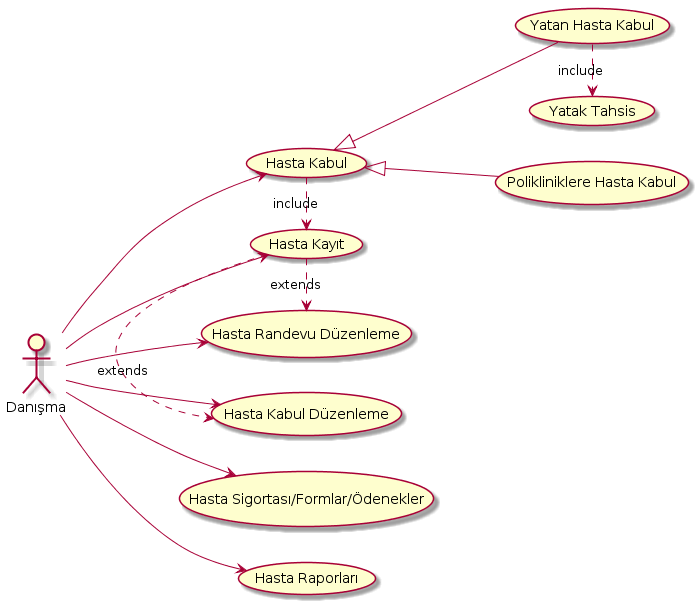 Yatan Hasta Kabul
include
Yatak Tahsis
Hasta Kabul
Polikliniklere Hasta Kabul
include
Hasta Kayıt
extends
Hasta Randevu Düzenleme
extends
Danışma
Hasta Kabul Düzenleme
Hasta Sigortası/Formlar/Ödenekler
Hasta Raporları